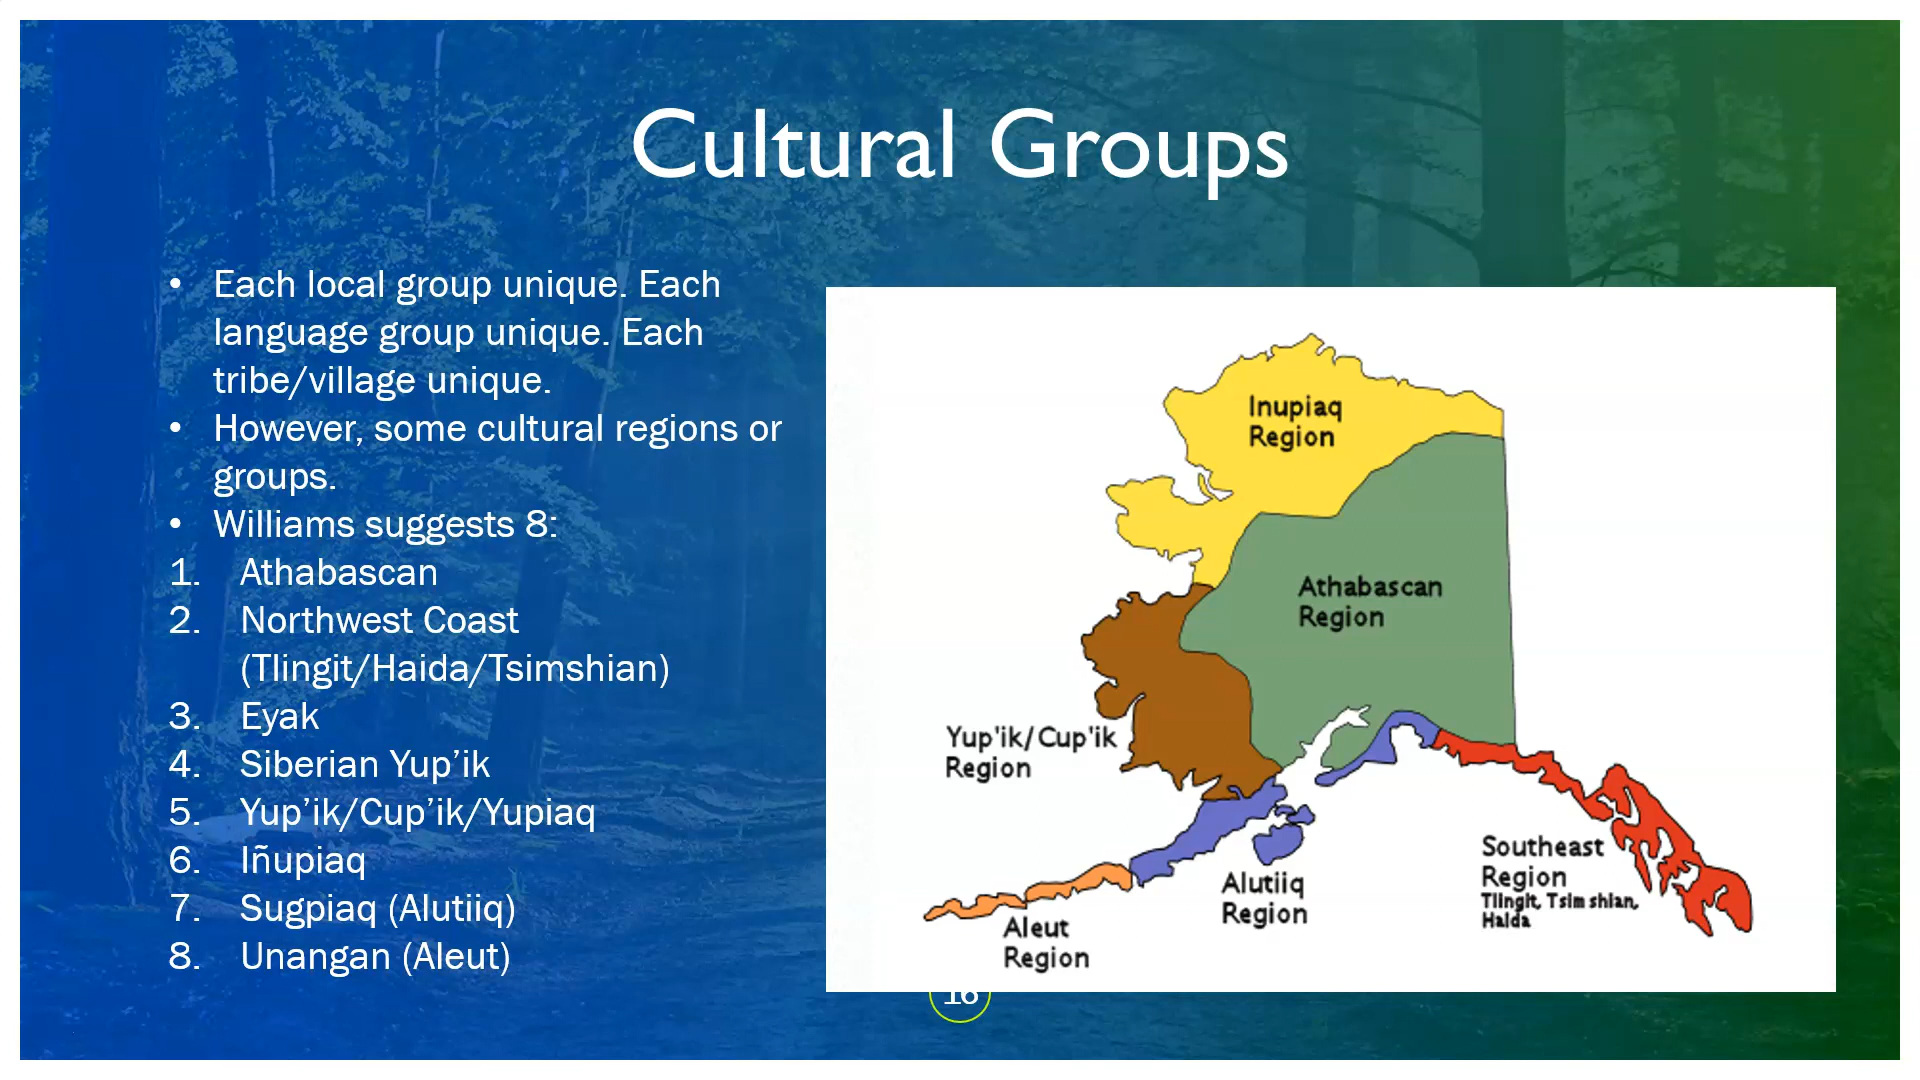 Cultural Groups
• Each local group unique. Each
language group unique. Each
tribe/village unique.
• However, some cultural regions or
groups.
• Williams suggests 8:
1. Athabascan
2. Northwest Coast
(Tlingit/Haida/Tsimshian)
3. Eyak
4. Siberian Yup’ik
5. Yup’ik/Cup’ik/Yupiaq
6. Iñupiaq
7. Sugpiaq (Alutiiq)
8. Unangan (Aleut)
Inupiaq
Region
Athabascan
Region
Yup'ik/Cup'ik
Region
Southeast
Region
Tlingit, Tsimshian,
Haida
Alutiiq
Region
Aleut
Region
16